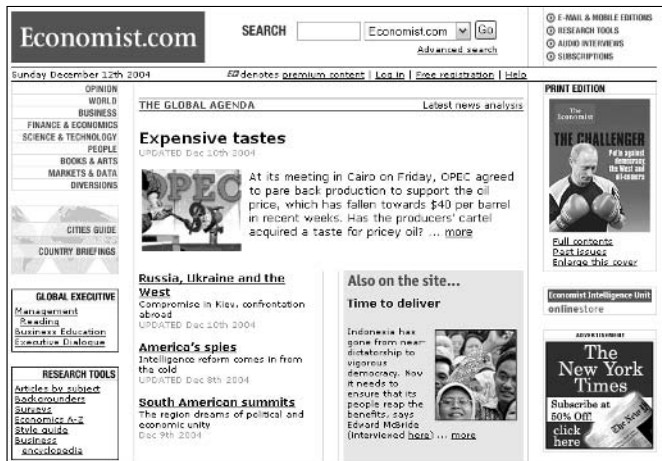 Economist.com
SEARCH
Economist.com
Go
Advanced search
E-MAIL & MOBILE EDITIONS
RESEARCH TOOLS
AUDIO INTERVIEWS
SUBSCRIPTIONS
Sunday December 12th 2004
denotes premium content | Log in | Free registration | Help
OPINION
WORLD
BUSINESS
FINANCE & ECONOMICS
SCIENCE & TECHNOLOGY
PEOPLE
BOOKS & ARTS
MARKETS & DATA
DIVERSIONS
CITIES GUIDE
COUNTRY BRIEFINGS
GLOBAL EXECUTIVE
Management
Reading
Business Education
Executive Dialogue
RESEARCH TOOLS
Articles by subject
Backgrounders
Surveys
Economics A-Z
Style guide
Business
encyclopedia
THE GLOBAL AGENDA
Latest news analysis
Expensive tastes
UPDATED Dec 10th 2004
OPEC
At its meeting in Cairo on Friday, OPEC agreed
to pare back production to support the oil
price, which has fallen towards $40 per barrel
in recent weeks. Has the producers' cartel
acquired a taste for pricey oil? ... more
Russia, Ukraine and the
West
Compromise in Kiev, confrontation
abroad
UPDATED Dec 10th 2004
America's spies
Intelligence reform comes in from
the cold
UPDATED Dec 8th 2004
South American summits
The region dreams of political and
economic unity
Dec 9th 2004
Also on the site...
Time to deliver
Indonesia has
gone from near-
dictatorship to
vigorous
democracy. Now
it needs to
ensure that its
people reap the
benefits, says
Edward McBride
(interviewed here) ... more
PRINT EDITION
The
Economist
THE CHALLENGER
Putin against
democracy,
the West and
oil-owners
Full contents
Past issues
Enlarge this cover
Economist Intelligence Unit
onlinestore
ADVERTISEMENT
The
New York
Times
Subscribe at
50% Off!
click
here